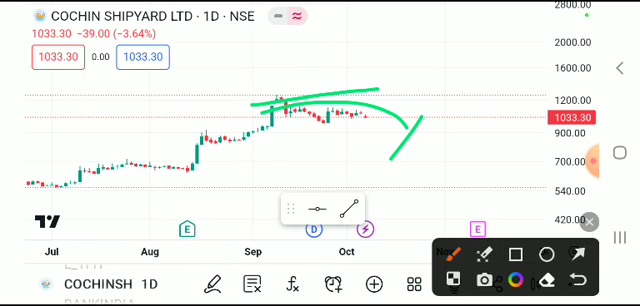 COCHIN SHIPYARD LTD · 1D · NSE
1033.30 −39.00 (−3.64%)
1033.30 0.00 1033.30
2800.00
2000.00
1600.00
1200.00
1033.30
900.00
700.00
540.00
420.00
E D E
Jul Aug Sep Oct
COCHINSH 1D